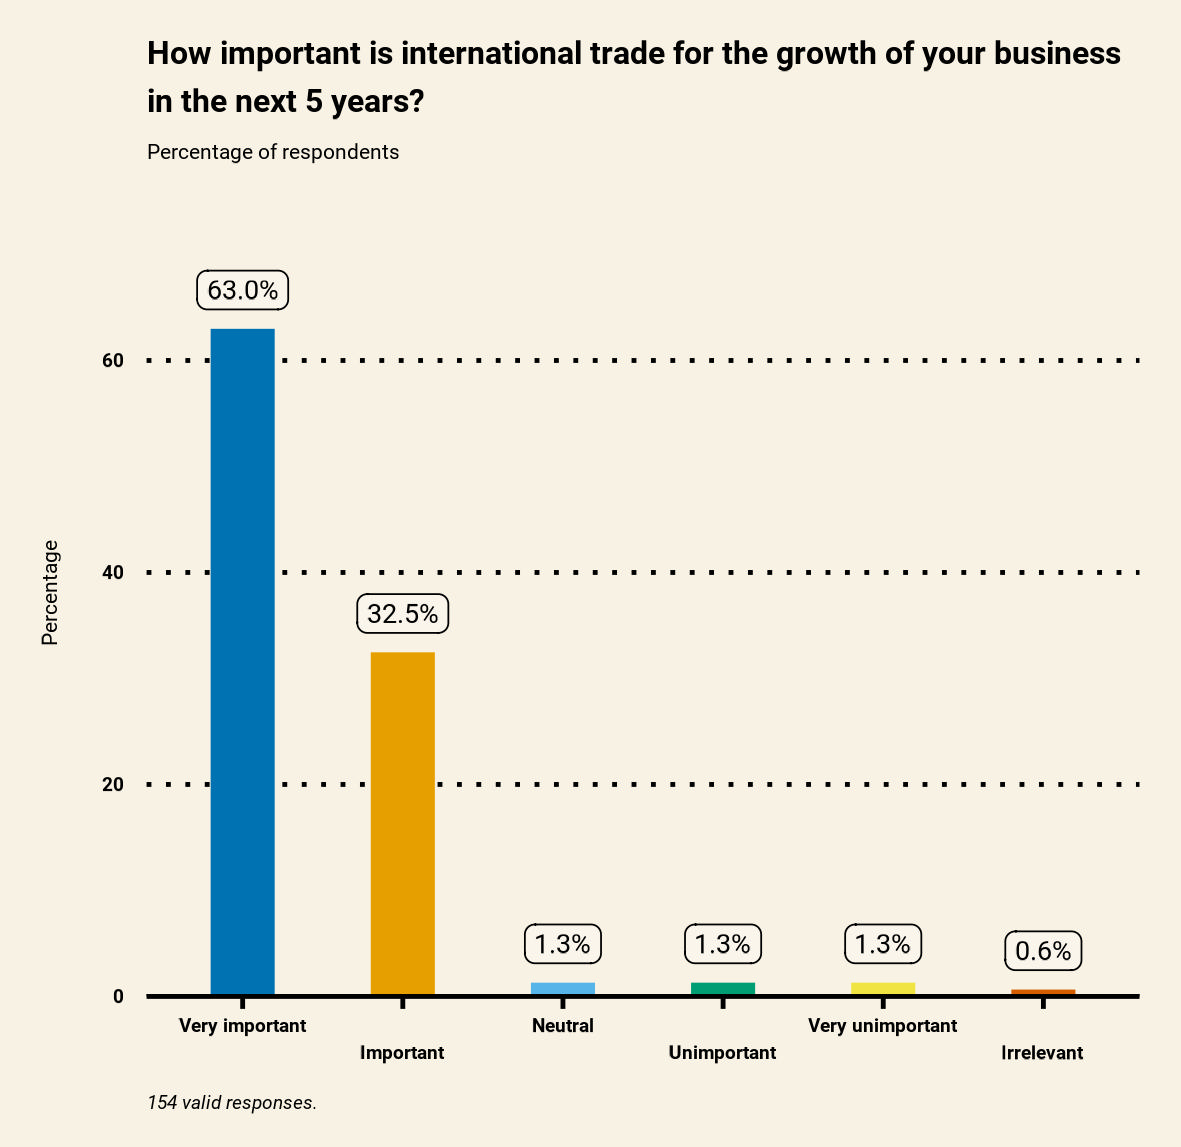 How important is international trade for the growth of your business
in the next 5 years?
Percentage of respondents
63.0%
60
Percentage
40
32.5%
20
1.3%
1.3%
1.3%
0.6%
0
Very important
Important
Neutral
Unimportant
Very unimportant
Irrelevant
154 valid responses.